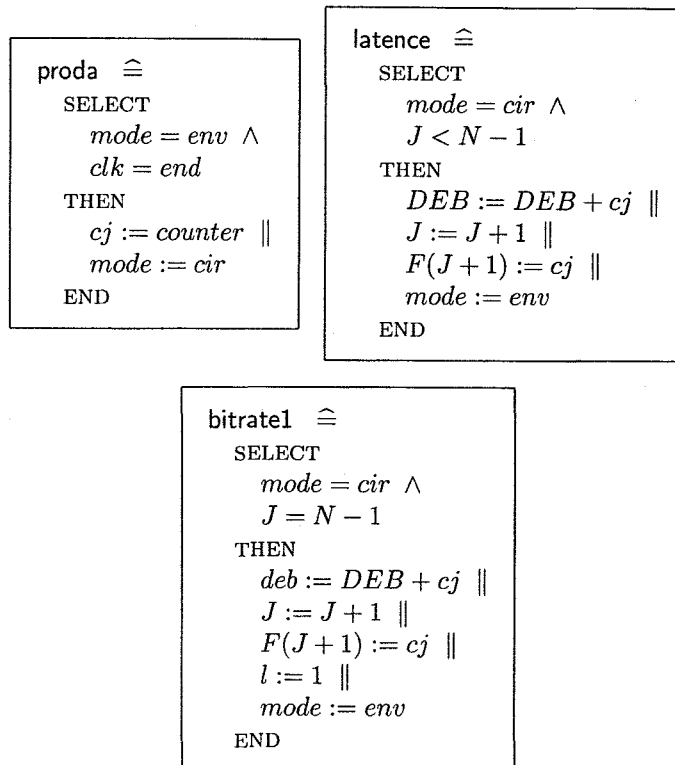 proda ≙
SELECT
mode = env ∧
clk = end
THEN
cj := counter ∥
mode := cir
END
latence ≙
SELECT
mode = cir ∧
J < N − 1
THEN
DEB := DEB + cj ∥
J := J + 1 ∥
F(J + 1) := cj ∥
mode := env
END
bitrate1 ≙
SELECT
mode = cir ∧
J = N − 1
THEN
deb := DEB + cj ∥
J := J + 1 ∥
F(J + 1) := cj ∥
l := 1 ∥
mode := env
END